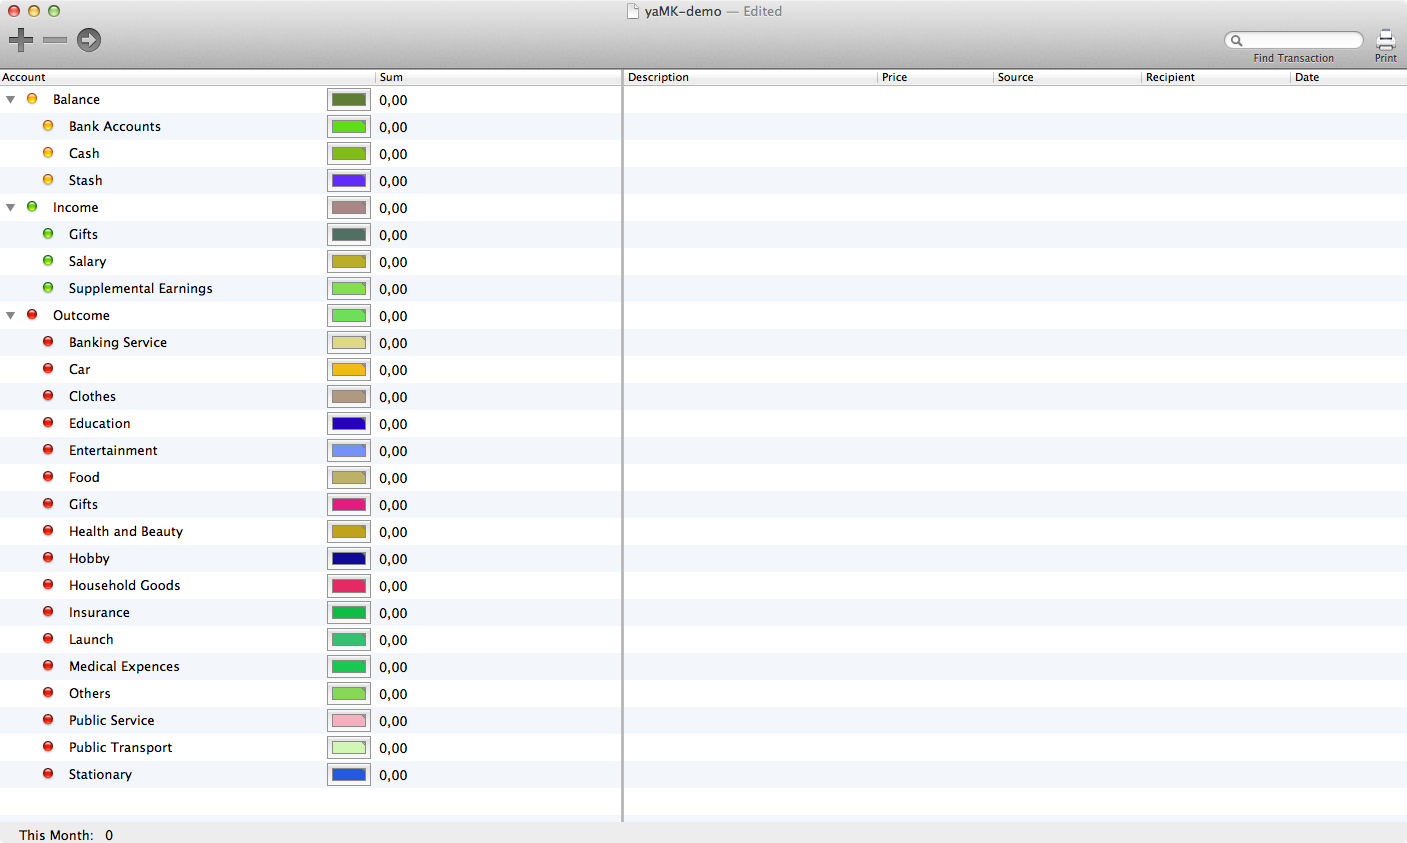 yaMK-demo — Edited
Find Transaction
Print
Account Sum Description Price Source Recipient Date
Balance 0,00
Bank Accounts 0,00
Cash 0,00
Stash 0,00
Income 0,00
Gifts 0,00
Salary 0,00
Supplemental Earnings 0,00
Outcome 0,00
Banking Service 0,00
Car 0,00
Clothes 0,00
Education 0,00
Entertainment 0,00
Food 0,00
Gifts 0,00
Health and Beauty 0,00
Hobby 0,00
Household Goods 0,00
Insurance 0,00
Launch 0,00
Medical Expences 0,00
Others 0,00
Public Service 0,00
Public Transport 0,00
Stationary 0,00
This Month: 0